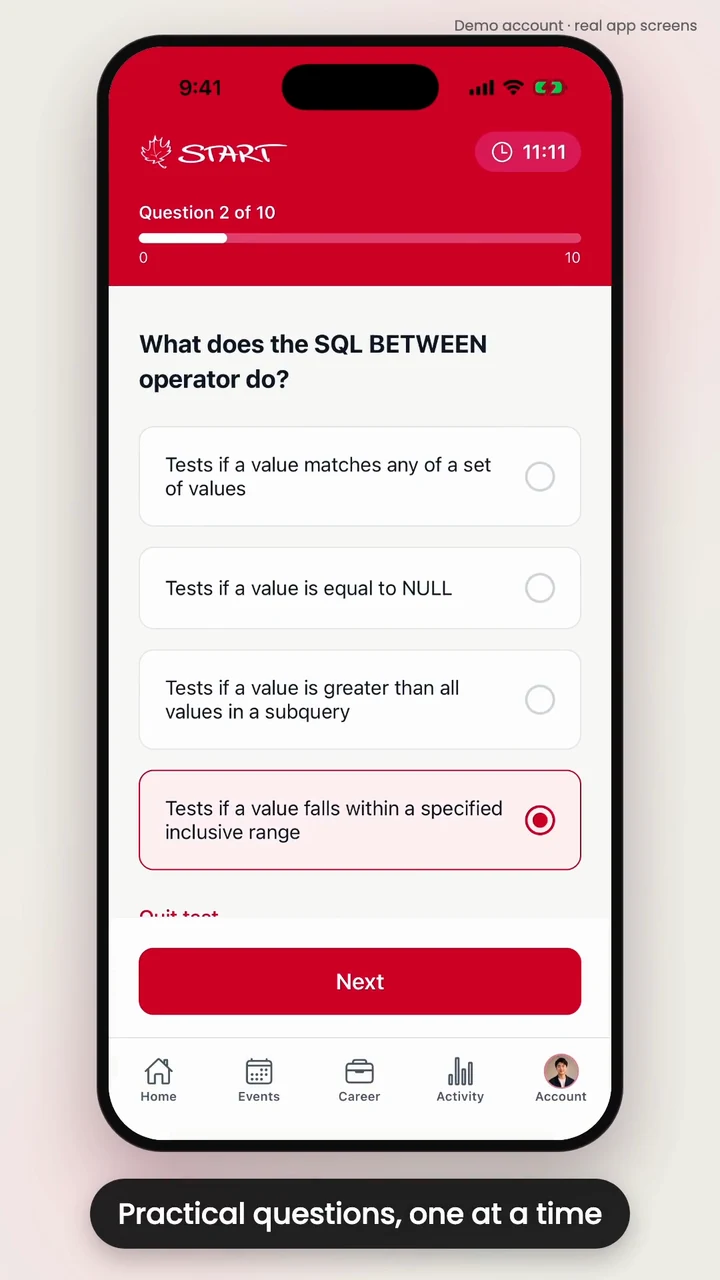 Demo account · real app screens
9:41
START
11:11
Question 2 of 10
0
10
What does the SQL BETWEEN
operator do?
Tests if a value matches any of a set
of values
Tests if a value is equal to NULL
Tests if a value is greater than all
values in a subquery
Tests if a value falls within a specified
inclusive range
Quit test
Next
Home
Events
Career
Activity
Account
Practical questions, one at a time